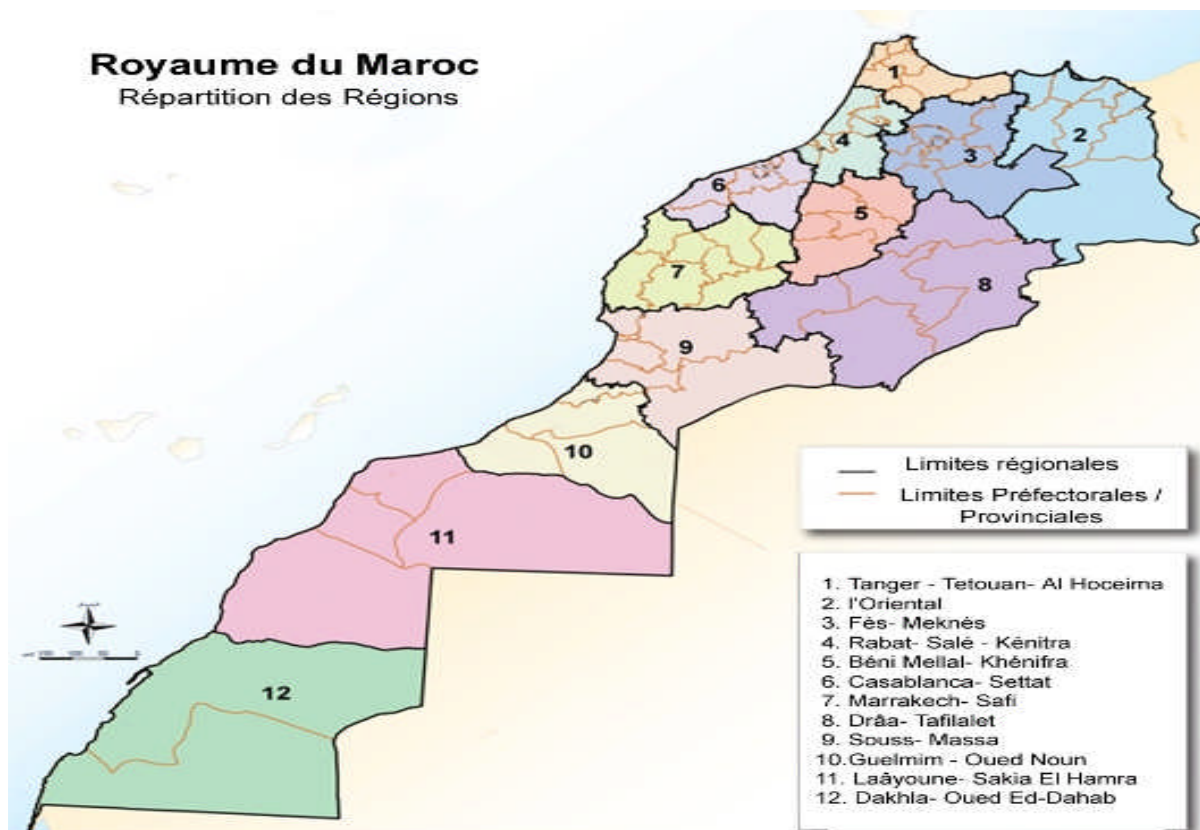 Royaume du Maroc
Répartition des Régions
1
2
3
4
5
6
7
8
9
10
11
12
Limites régionales
Limites Préfectorales /
Provinciales
1. Tanger - Tetouan- Al Hoceima
2. l'Oriental
3. Fés- Meknés
4. Rabat- Salé - Kénitra
5. Béni Mellal- Khénifra
6. Casablanca- Settat
7. Marrakech- Safi
8. Drâa- Tafilalet
9. Souss- Massa
10.Guelmim - Oued Noun
11. Laâyoune- Sakia El Hamra
12. Dakhla- Oued Ed-Dahab